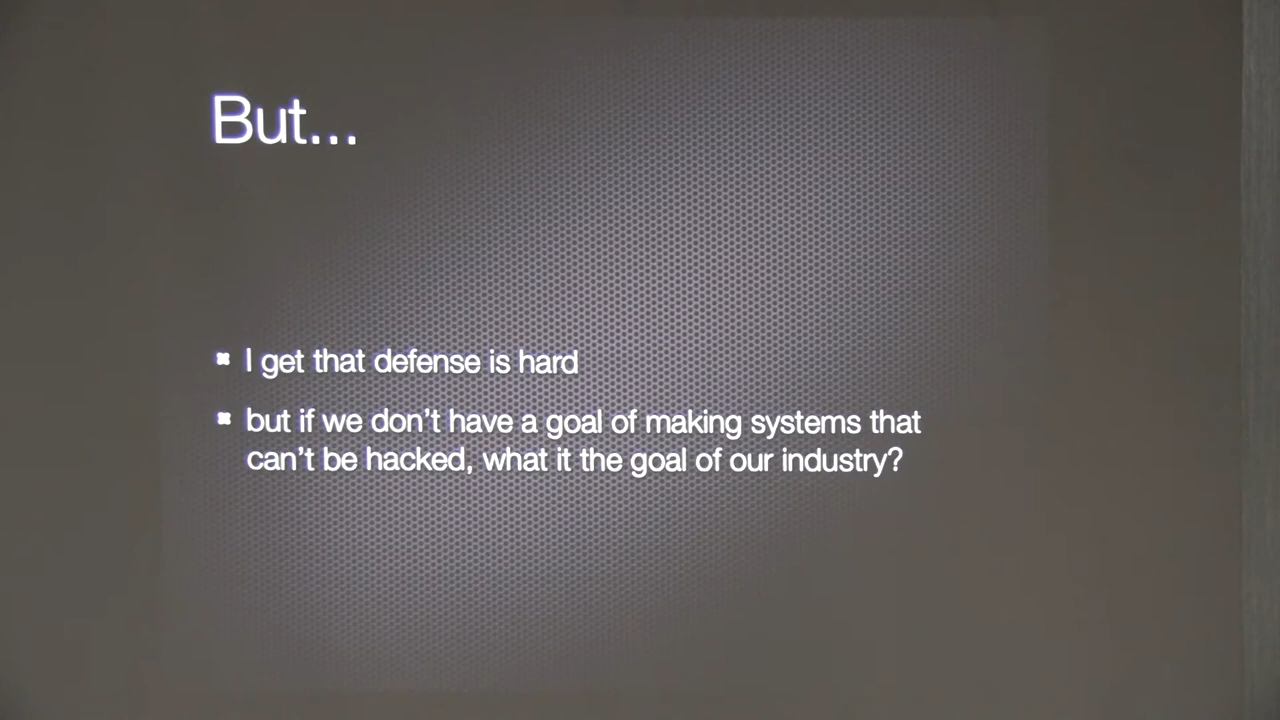 But...
I get that defense is hard
but if we don't have a goal of making systems that
can't be hacked, what it the goal of our industry?